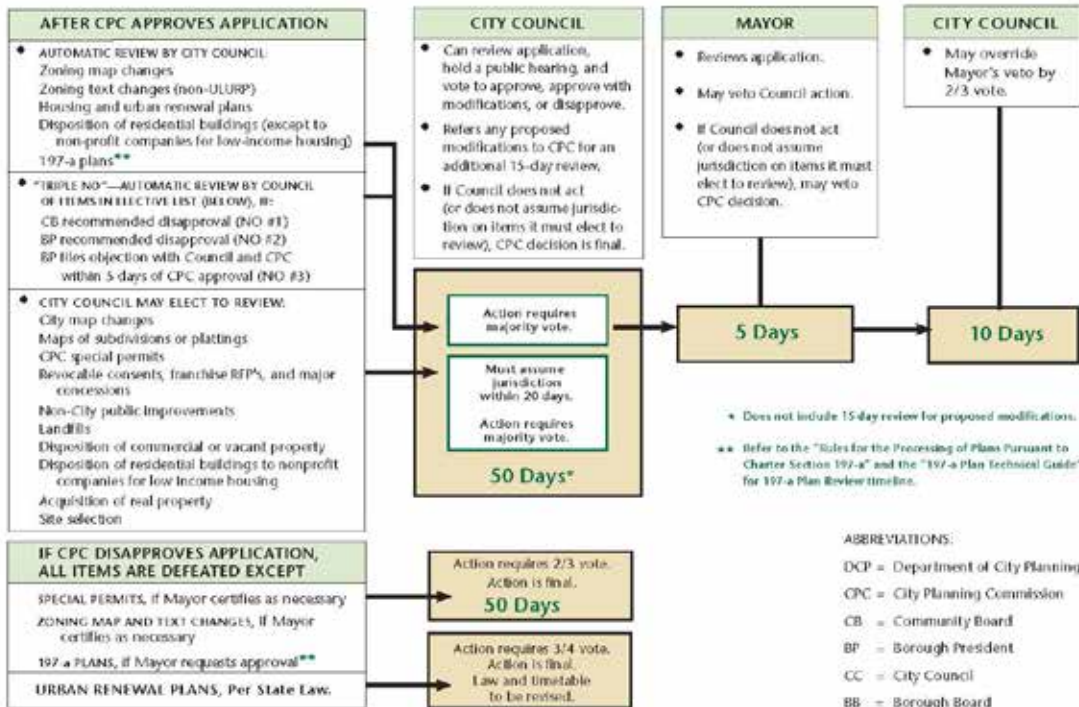 AFTER CPC APPROVES APPLICATION
AUTOMATIC REVIEW BY CITY COUNCIL:
Zoning map changes
Zoning text changes (non-ULURP)
Housing and urban renewal plans
Disposition of residential buildings (except to
non-profit companies for low-income housing)
197-a plans**
"TRIPLE NO"—AUTOMATIC REVIEW BY COUNCIL
OF ITEMS IN ELECTIVE LIST (BELOW), IF:
CB recommended disapproval (NO #1)
BP recommended disapproval (NO #2)
BP files objection with Council and CPC
within 5 days of CPC approval (NO #3)
CITY COUNCIL MAY ELECT TO REVIEW:
City map changes
Maps of subdivisions or plattings
CPC special permits
Revocable consents, franchise RFP's, and major
concessions
Non-City public improvements
Landfills
Disposition of commercial or vacant property
Disposition of residential buildings to nonprofit
companies for low income housing
Acquisition of real property
Site selection
CITY COUNCIL
Can review application,
hold a public hearing, and
vote to approve, approve with
modifications, or disapprove.
Refers any proposed
modifications to CPC for an
additional 15-day review.
If Council does not act
(or does not assume jurisdic-
tion on items it must elect to
review), CPC decision is final.
Action requires
majority vote.
Must assume
jurisdiction
within 20 days.
Action requires
majority vote.
50 Days*
MAYOR
Reviews application.
May veto Council action.
If Council does not act
(or does not assume
jurisdiction on items it must
elect to review), may veto
CPC decision.
5 Days
CITY COUNCIL
May override
Mayor's veto by
2/3 vote.
10 Days
* Does not include 15-day review for proposed modifications.
** Refer to the "Rules for the Processing of Plans Pursuant to
Charter Section 197-a" and the "197-a Plan Technical Guide"
for 197-a Plan Review timeline.
IF CPC DISAPPROVES APPLICATION,
ALL ITEMS ARE DEFEATED EXCEPT
SPECIAL PERMITS, if Mayor certifies as necessary
ZONING MAP AND TEXT CHANGES, if Mayor
certifies as necessary
197-a PLANS, if Mayor requests approval**
URBAN RENEWAL PLANS, Per State Law.
Action requires 2/3 vote.
Action is final.
50 Days
Action requires 3/4 vote.
Action is final.
Law and timetable
to be revised.
ABBREVIATIONS:
DCP = Department of City Planning
CPC = City Planning Commission
CB = Community Board
BP = Borough President
CC = City Council
BB = Borough Board